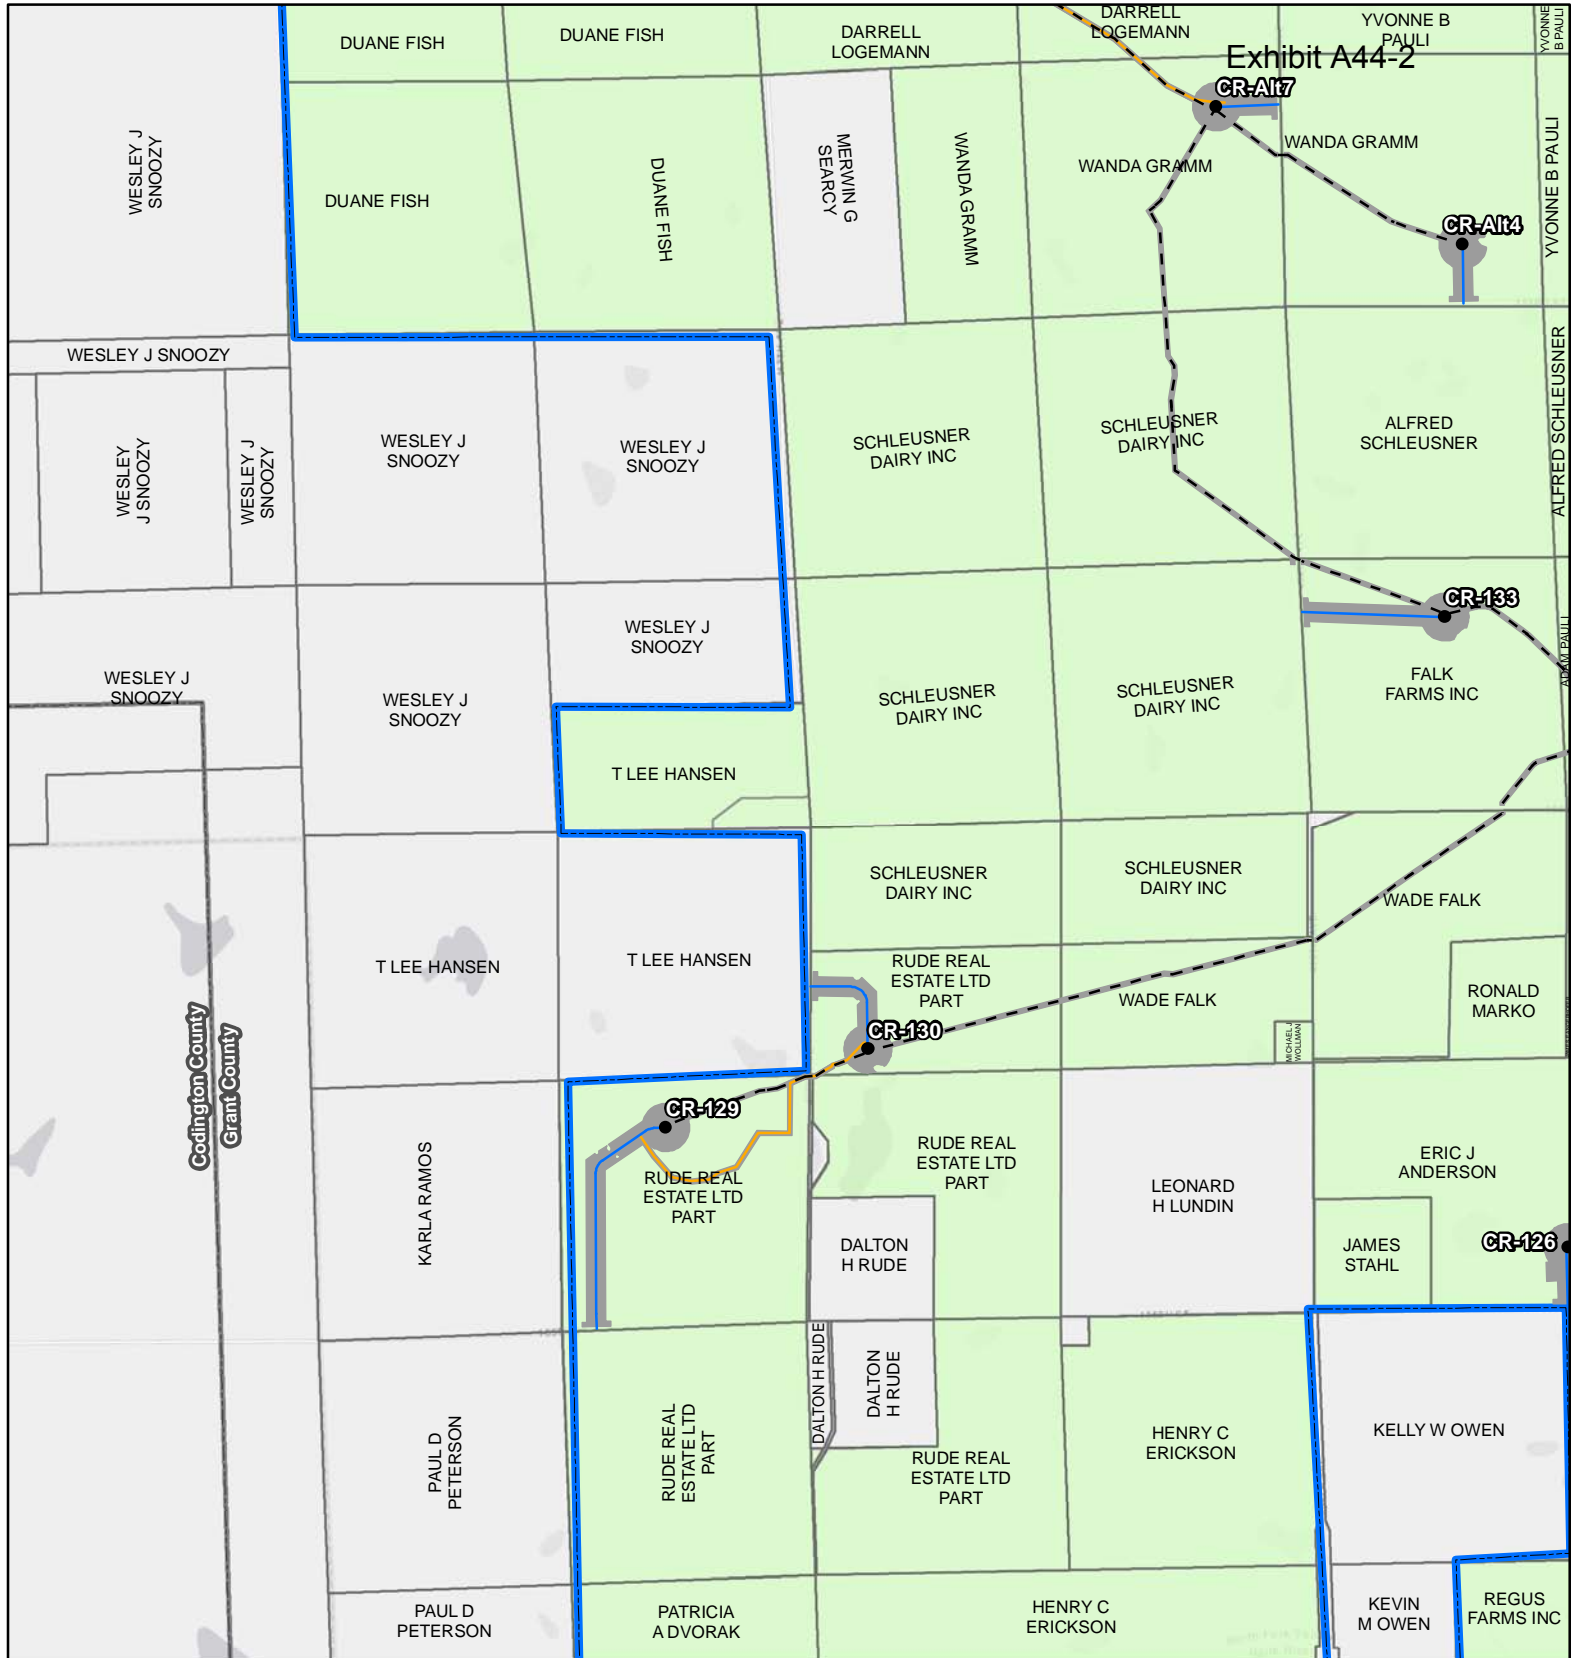 DUANE FISH
DUANE FISH
DARRELL
LOGEMANN
DARRELL
LOGEMANN
YVONNE B
PAULI
YVONNE
B PAULI
Exhibit A44-2
CR-Alt7
WESLEY J
SNOOZY
DUANE FISH
DUANE FISH
MERWIN G
SEARCY
WANDA GRAMM
WANDA GRAMM
WANDA GRAMM
YVONNE B PAULI
CR-Alt4
WESLEY J SNOOZY
WESLEY
J SNOOZY
WESLEY J
SNOOZY
WESLEY J
SNOOZY
WESLEY J
SNOOZY
SCHLEUSNER
DAIRY INC
SCHLEUSNER
DAIRY INC
ALFRED
SCHLEUSNER
ALFRED SCHLEUSNER
CR-133
WESLEY J
SNOOZY
WESLEY J
SNOOZY
WESLEY J
SNOOZY
SCHLEUSNER
DAIRY INC
SCHLEUSNER
DAIRY INC
FALK
FARMS INC
ADAM PAULI
T LEE HANSEN
SCHLEUSNER
DAIRY INC
SCHLEUSNER
DAIRY INC
WADE FALK
T LEE HANSEN
T LEE HANSEN
RUDE REAL
ESTATE LTD
PART
WADE FALK
RONALD
MARKO
MICHAEL J
WOLLMAN
CR-130
Codington County
Grant County
CR-129
KARLA RAMOS
RUDE REAL
ESTATE LTD
PART
RUDE REAL
ESTATE LTD
PART
LEONARD
H LUNDIN
ERIC J
ANDERSON
DALTON
H RUDE
JAMES
STAHL
CR-126
PAUL D
PETERSON
RUDE REAL
ESTATE LTD
PART
DALTON H RUDE
DALTON
H RUDE
RUDE REAL
ESTATE LTD
PART
HENRY C
ERICKSON
KELLY W OWEN
PAUL D
PETERSON
PATRICIA
A DVORAK
HENRY C
ERICKSON
KEVIN
M OWEN
REGUS
FARMS INC